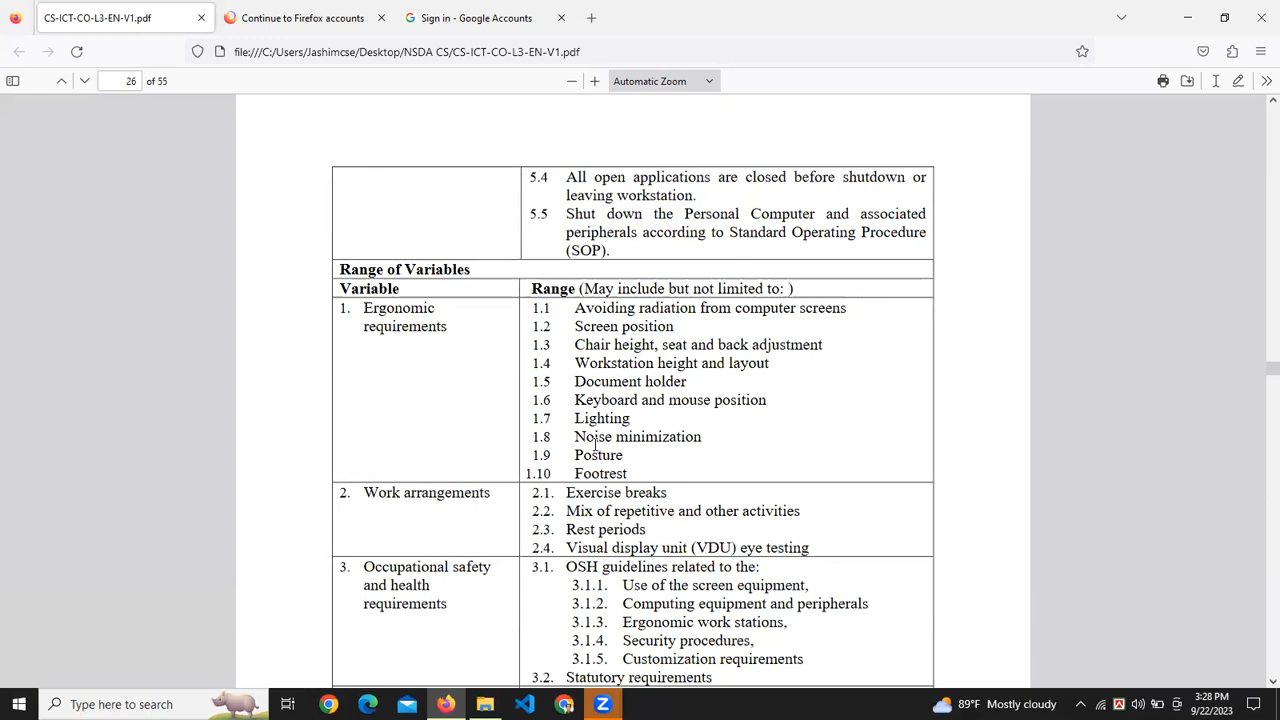 CS-ICT-CO-L3-EN-V1.pdf
Continue to Firefox accounts
Sign in - Google Accounts
file:///C:/Users/Jashimcse/Desktop/NSDA CS/CS-ICT-CO-L3-EN-V1.pdf
26 of 55
Automatic Zoom
5.4 All open applications are closed before shutdown or
leaving workstation.
5.5 Shut down the Personal Computer and associated
peripherals according to Standard Operating Procedure
(SOP).
Range of Variables
Variable
Range (May include but not limited to: )
1. Ergonomic
requirements
1.1 Avoiding radiation from computer screens
1.2 Screen position
1.3 Chair height, seat and back adjustment
1.4 Workstation height and layout
1.5 Document holder
1.6 Keyboard and mouse position
1.7 Lighting
1.8 Noise minimization
1.9 Posture
1.10 Footrest
2. Work arrangements
2.1. Exercise breaks
2.2. Mix of repetitive and other activities
2.3. Rest periods
2.4. Visual display unit (VDU) eye testing
3. Occupational safety
and health
requirements
3.1. OSH guidelines related to the:
3.1.1. Use of the screen equipment,
3.1.2. Computing equipment and peripherals
3.1.3. Ergonomic work stations,
3.1.4. Security procedures,
3.1.5. Customization requirements
3.2. Statutory requirements
Type here to search
89°F Mostly cloudy
3:28 PM
9/22/2023